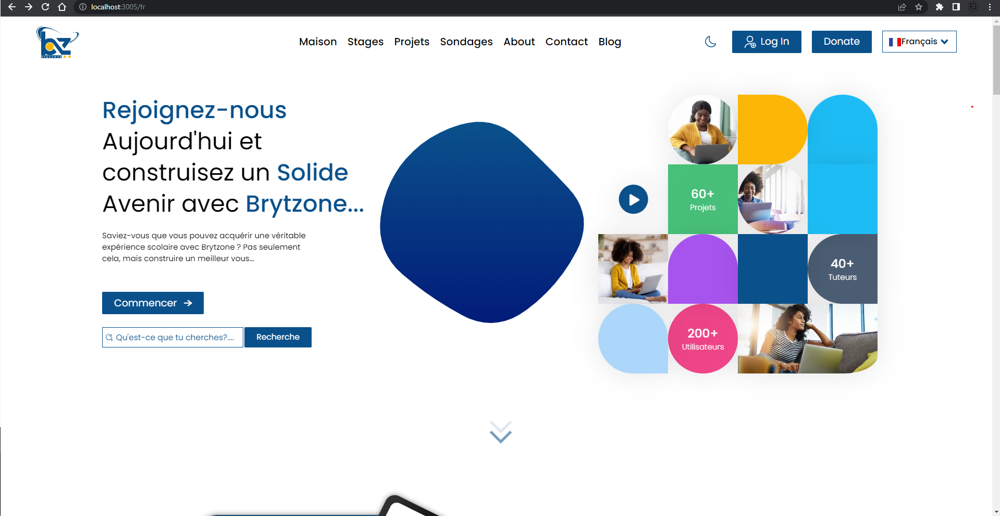 localhost:3005/fr
bz
brytzone
Maison Stages Projets Sondages About Contact Blog
Log In
Donate
Français
Rejoignez-nous
Aujourd'hui et
construisez un Solide
Avenir avec Brytzone...
Saviez-vous que vous pouvez acquérir une véritable
expérience scolaire avec Brytzone ? Pas seulement
cela, mais construire un meilleur vous...
Commencer
Qu'est-ce que tu cherches?....
Recherche
60+
Projets
40+
Tuteurs
200+
Utilisateurs